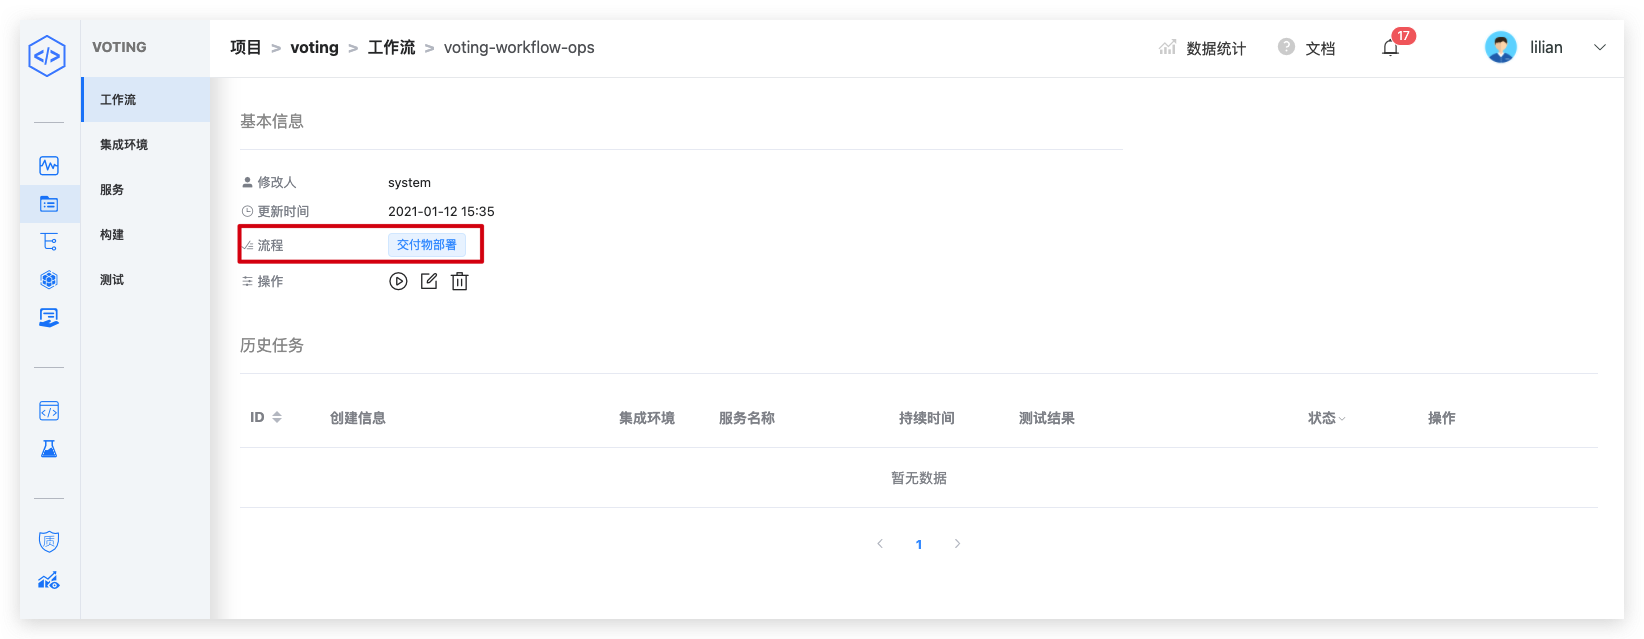 VOTING
项目 > voting > 工作流 > voting-workflow-ops
数据统计
文档
17
lilian
工作流
集成环境
服务
构建
测试
基本信息
修改人 system
更新时间 2021-01-12 15:35
流程 交付物部署
操作
历史任务
ID 创建信息 集成环境 服务名称 持续时间 测试结果 状态 操作
暂无数据
1
质